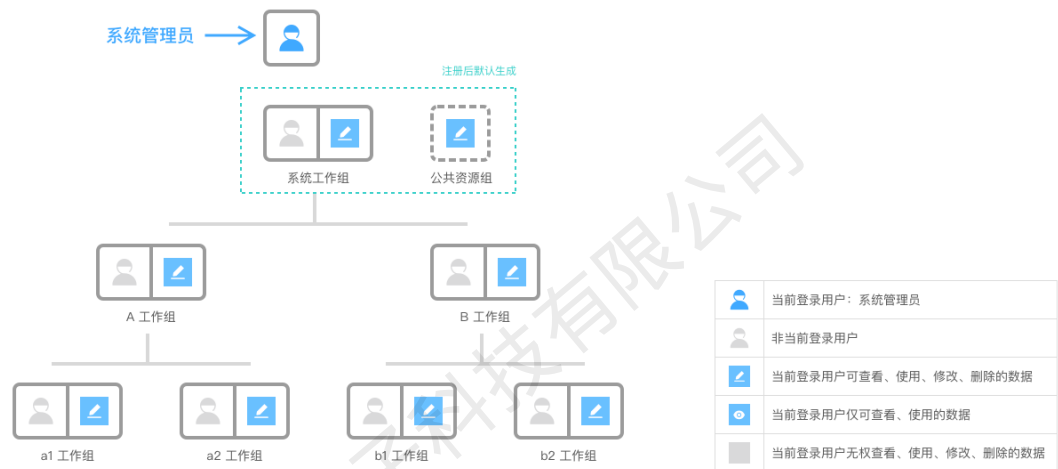 系统管理员
注册后默认生成
系统工作组
公共资源组
A 工作组
B 工作组
a1 工作组
a2 工作组
b1 工作组
b2 工作组
当前登录用户：系统管理员
非当前登录用户
当前登录用户可查看、使用、修改、删除的数据
当前登录用户仅可查看、使用的数据
当前登录用户无权查看、使用、修改、删除的数据
科技有限公司